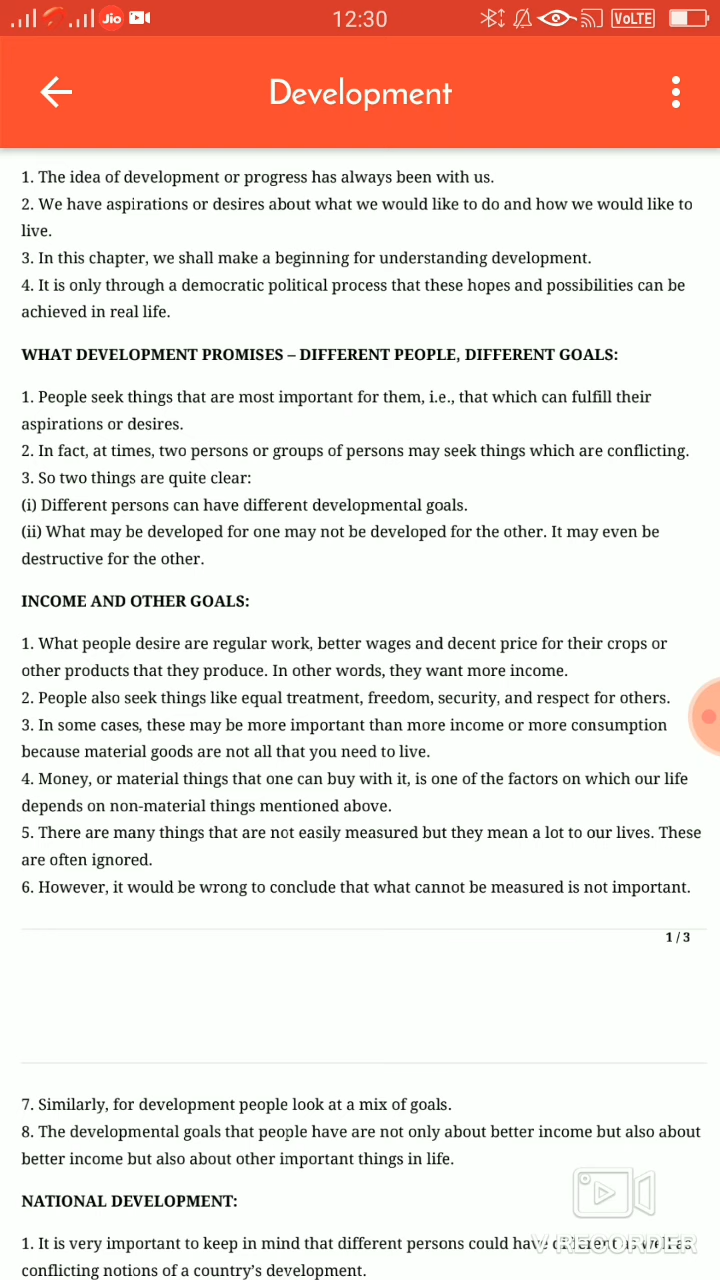 Jio
12:30
VoLTE
Development
1. The idea of development or progress has always been with us.
2. We have aspirations or desires about what we would like to do and how we would like to
live.
3. In this chapter, we shall make a beginning for understanding development.
4. It is only through a democratic political process that these hopes and possibilities can be
achieved in real life.
WHAT DEVELOPMENT PROMISES – DIFFERENT PEOPLE, DIFFERENT GOALS:
1. People seek things that are most important for them, i.e., that which can fulfill their
aspirations or desires.
2. In fact, at times, two persons or groups of persons may seek things which are conflicting.
3. So two things are quite clear:
(i) Different persons can have different developmental goals.
(ii) What may be developed for one may not be developed for the other. It may even be
destructive for the other.
INCOME AND OTHER GOALS:
1. What people desire are regular work, better wages and decent price for their crops or
other products that they produce. In other words, they want more income.
2. People also seek things like equal treatment, freedom, security, and respect for others.
3. In some cases, these may be more important than more income or more consumption
because material goods are not all that you need to live.
4. Money, or material things that one can buy with it, is one of the factors on which our life
depends on non-material things mentioned above.
5. There are many things that are not easily measured but they mean a lot to our lives. These
are often ignored.
6. However, it would be wrong to conclude that what cannot be measured is not important.
1 / 3
7. Similarly, for development people look at a mix of goals.
8. The developmental goals that people have are not only about better income but also about
better income but also about other important things in life.
NATIONAL DEVELOPMENT:
1. It is very important to keep in mind that different persons could have different as well as
conflicting notions of a country's development.
V RECORDER